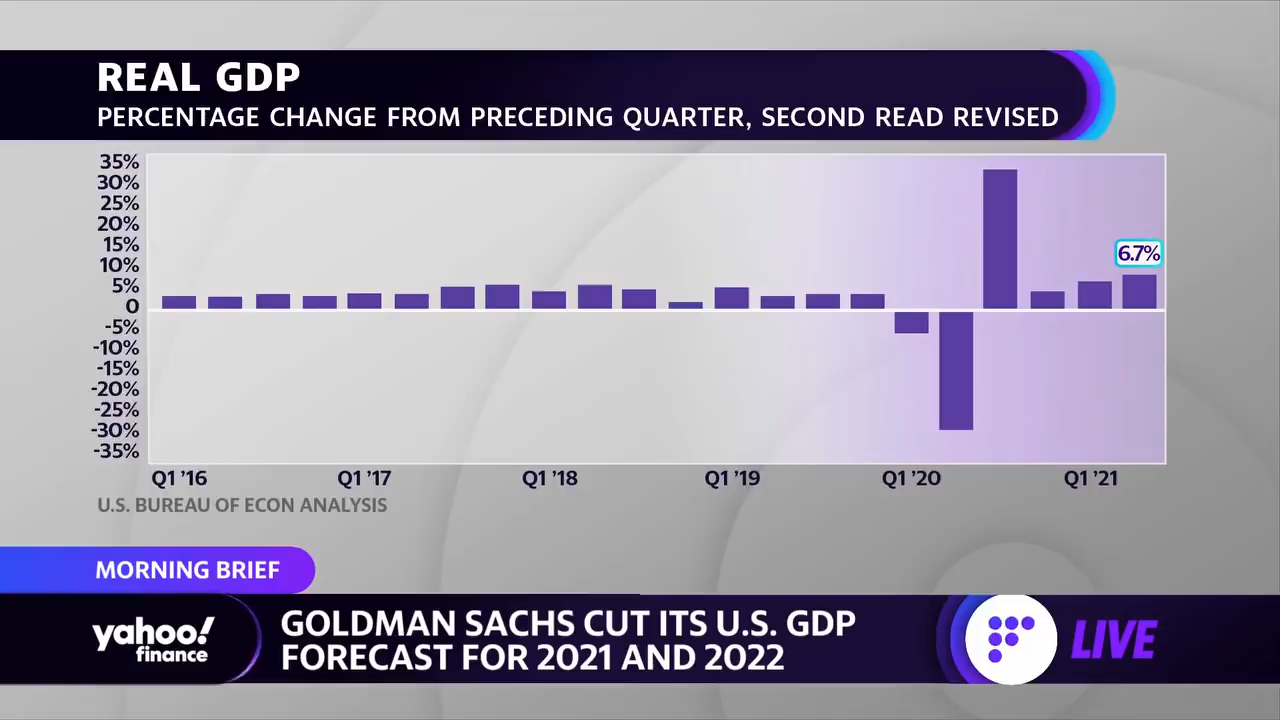 REAL GDP
PERCENTAGE CHANGE FROM PRECEDING QUARTER, SECOND READ REVISED
35%
30%
25%
20%
15%
10%
5%
0
-5%
-10%
-15%
-20%
-25%
-30%
-35%
6.7%
Q1 ’16 Q1 ’17 Q1 ’18 Q1 ’19 Q1 ’20 Q1 ’21
U.S. BUREAU OF ECON ANALYSIS
MORNING BRIEF
yahoo!
finance
GOLDMAN SACHS CUT ITS U.S. GDP
FORECAST FOR 2021 AND 2022
LIVE